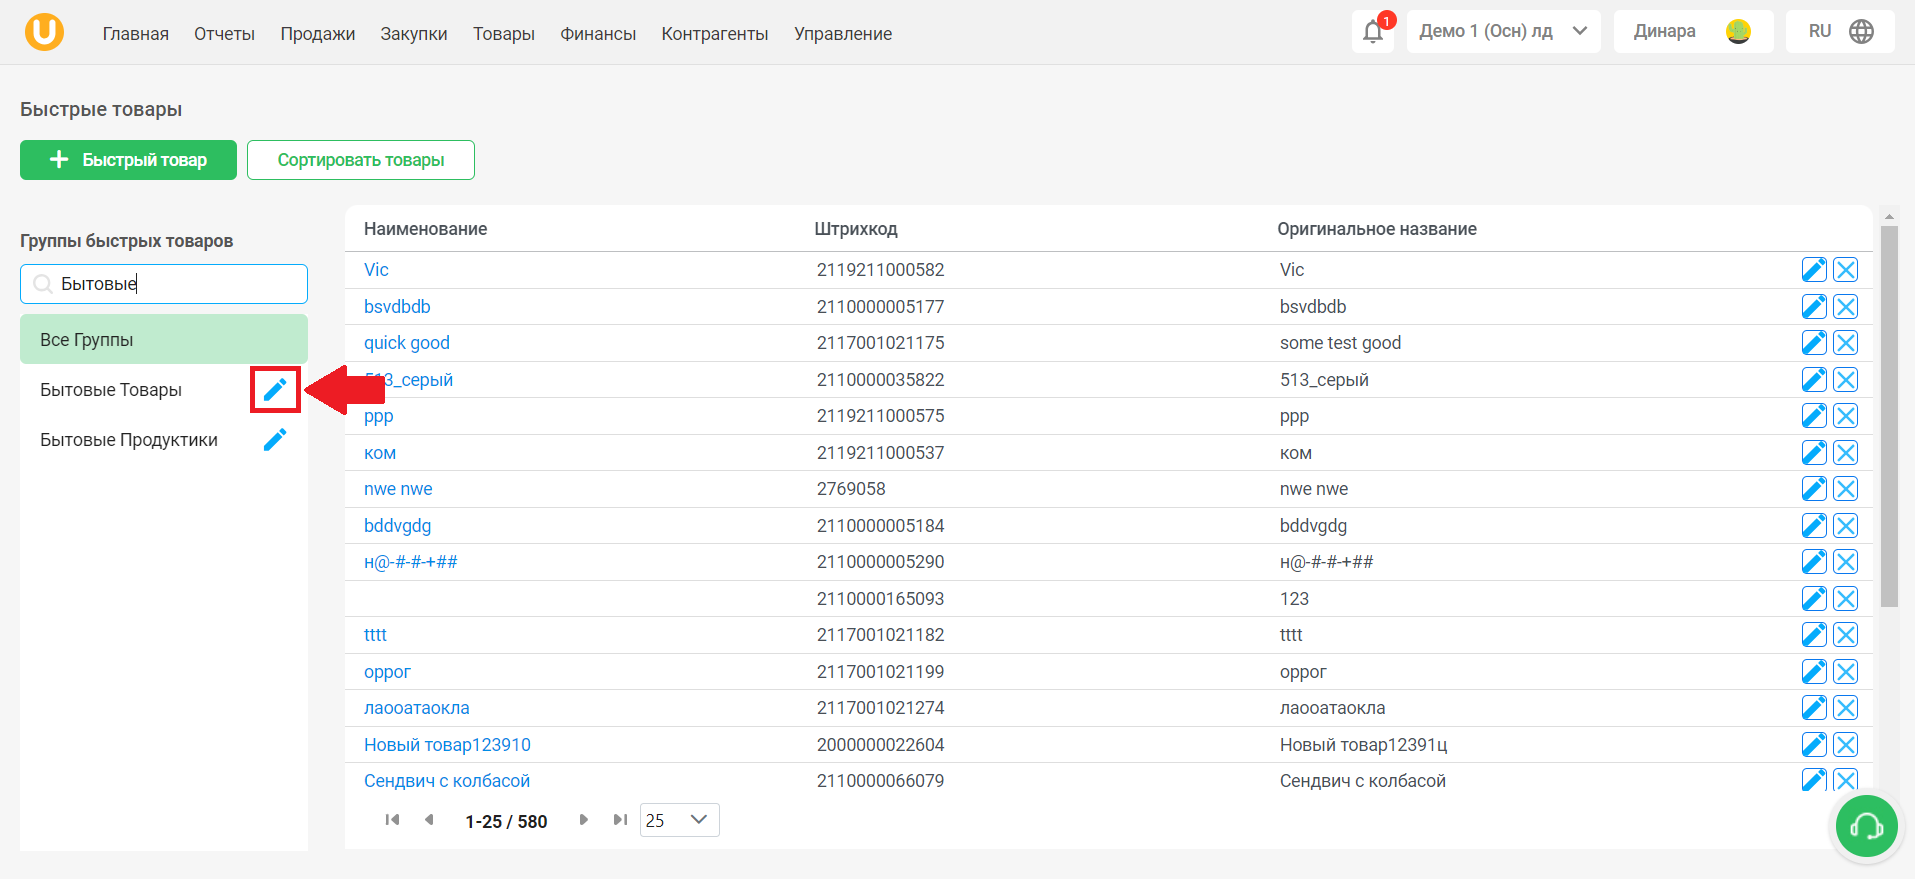 Главная Отчеты Продажи Закупки Товары Финансы Контрагенты Управление 1 Демо 1 (Осн) лд Динара RU
Быстрые товары
Быстрый товар Сортировать товары
Группы быстрых товаров
Бытовые
Все Группы
Бытовые Товары
Бытовые Продуктики
Наименование Штрихкод Оригинальное название
Vic 2119211000582 Vic
bsvdbdb 2110000005177 bsvdbdb
quick good 2117001021175 some test good
513_серый 2110000035822 513_серый
ррр 2119211000575 ррр
ком 2119211000537 ком
nwe nwe 2769058 nwe nwe
bddvgdg 2110000005184 bddvgdg
н@-#-#-+## 2110000005290 н@-#-#-+##
2110000165093 123
tttt 2117001021182 tttt
оррог 2117001021199 оррог
лаооатаокла 2117001021274 лаооатаокла
Новый товар123910 2000000022604 Новый товар12391ц
Сендвич с колбасой 2110000066079 Сендвич с колбасой
1-25 / 580 25